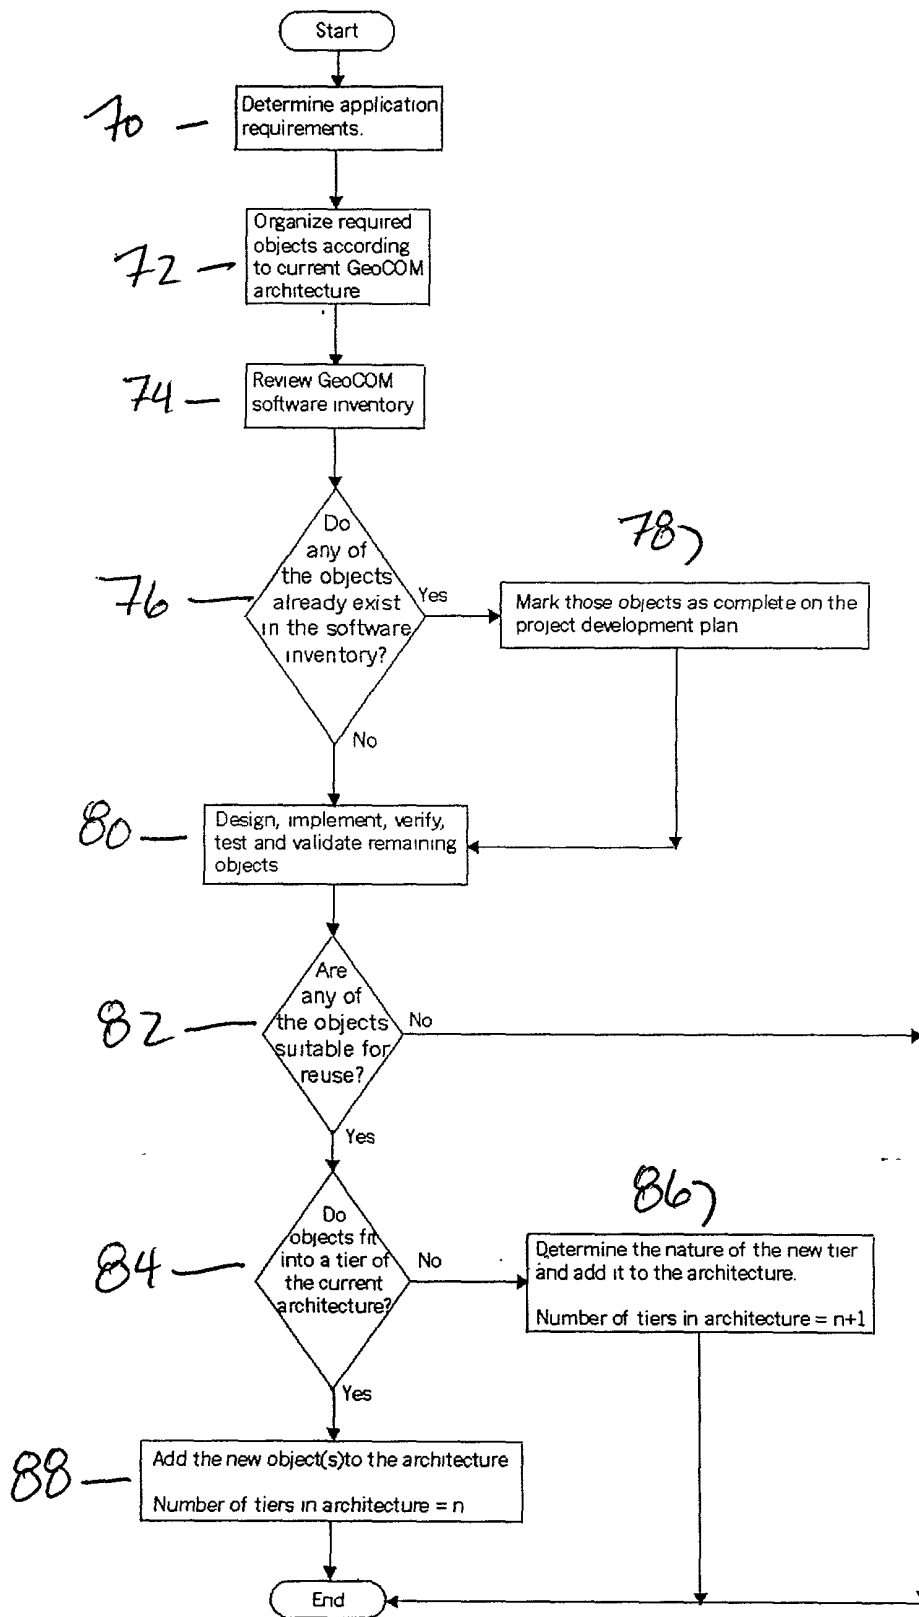 Start
70
Determine application
requirements.
72
Organize required
objects according
to current GeoCOM
architecture
74
Review GeoCOM
software inventory
76
Do
any of
the objects
already exist
in the software
inventory?
Yes
78
Mark those objects as complete on the
project development plan
No
80
Design, implement, verify,
test and validate remaining
objects
82
Are
any of
the objects
suitable for
reuse?
No
Yes
84
Do
objects fit
into a tier of
the current
architecture?
No
86
Determine the nature of the new tier
and add it to the architecture.
Number of tiers in architecture = n+1
Yes
88
Add the new object(s)to the architecture
Number of tiers in architecture = n
End